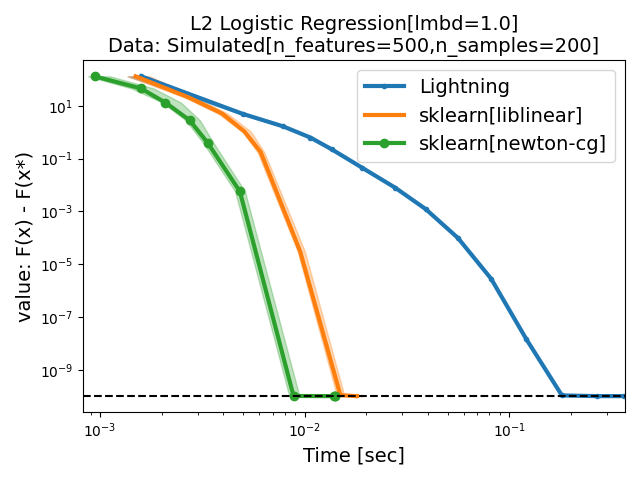 L2 Logistic Regression[lmbd=1.0]
Data: Simulated[n_features=500,n_samples=200]
Lightning
sklearn[liblinear]
sklearn[newton-cg]
value: F(x) - F(x*)
10¹
10⁻¹
10⁻³
10⁻⁵
10⁻⁷
10⁻⁹
10⁻³ 10⁻² 10⁻¹
Time [sec]